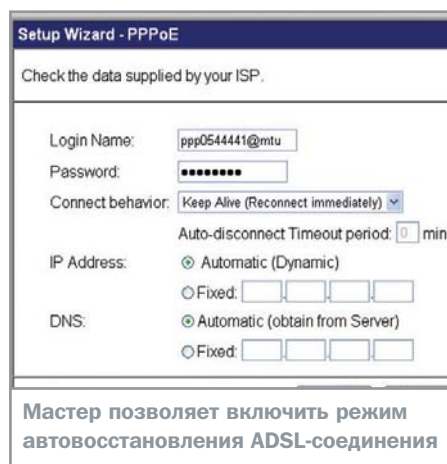 Setup Wizard - PPPoE
Check the data supplied by your ISP.
Login Name: ppp0544441@mtu
Password: ••••••••
Connect behavior: Keep Alive (Reconnect immediately)
Auto-disconnect Timeout period: 0 min
IP Address: Automatic (Dynamic)
Fixed: . . .
DNS: Automatic (obtain from Server)
Fixed: . . .
Мастер позволяет включить режим
автовосстановления ADSL-соединения